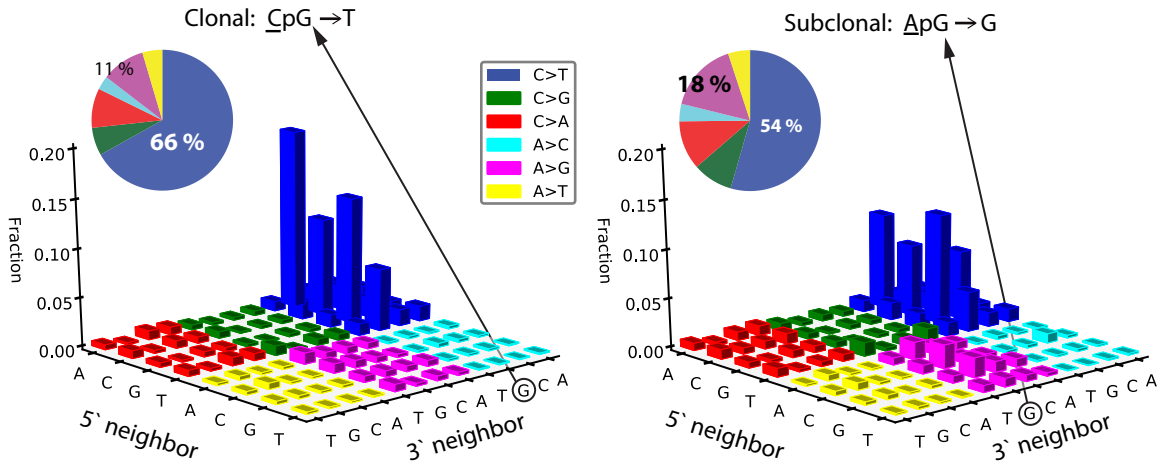 Clonal: CpG →T
11 %
66 %
0.20
0.15
0.10
0.05
0.00
Fraction
A C G T A C G T
5` neighbor
T G C A T G C A T G C A
3` neighbor
C>T
C>G
C>A
A>C
A>G
A>T
Subclonal: ApG → G
18 %
54 %
0.20
0.15
0.10
0.05
0.00
Fraction
A C G T A C G T
5` neighbor
T G C A T G C A T G C A
3` neighbor